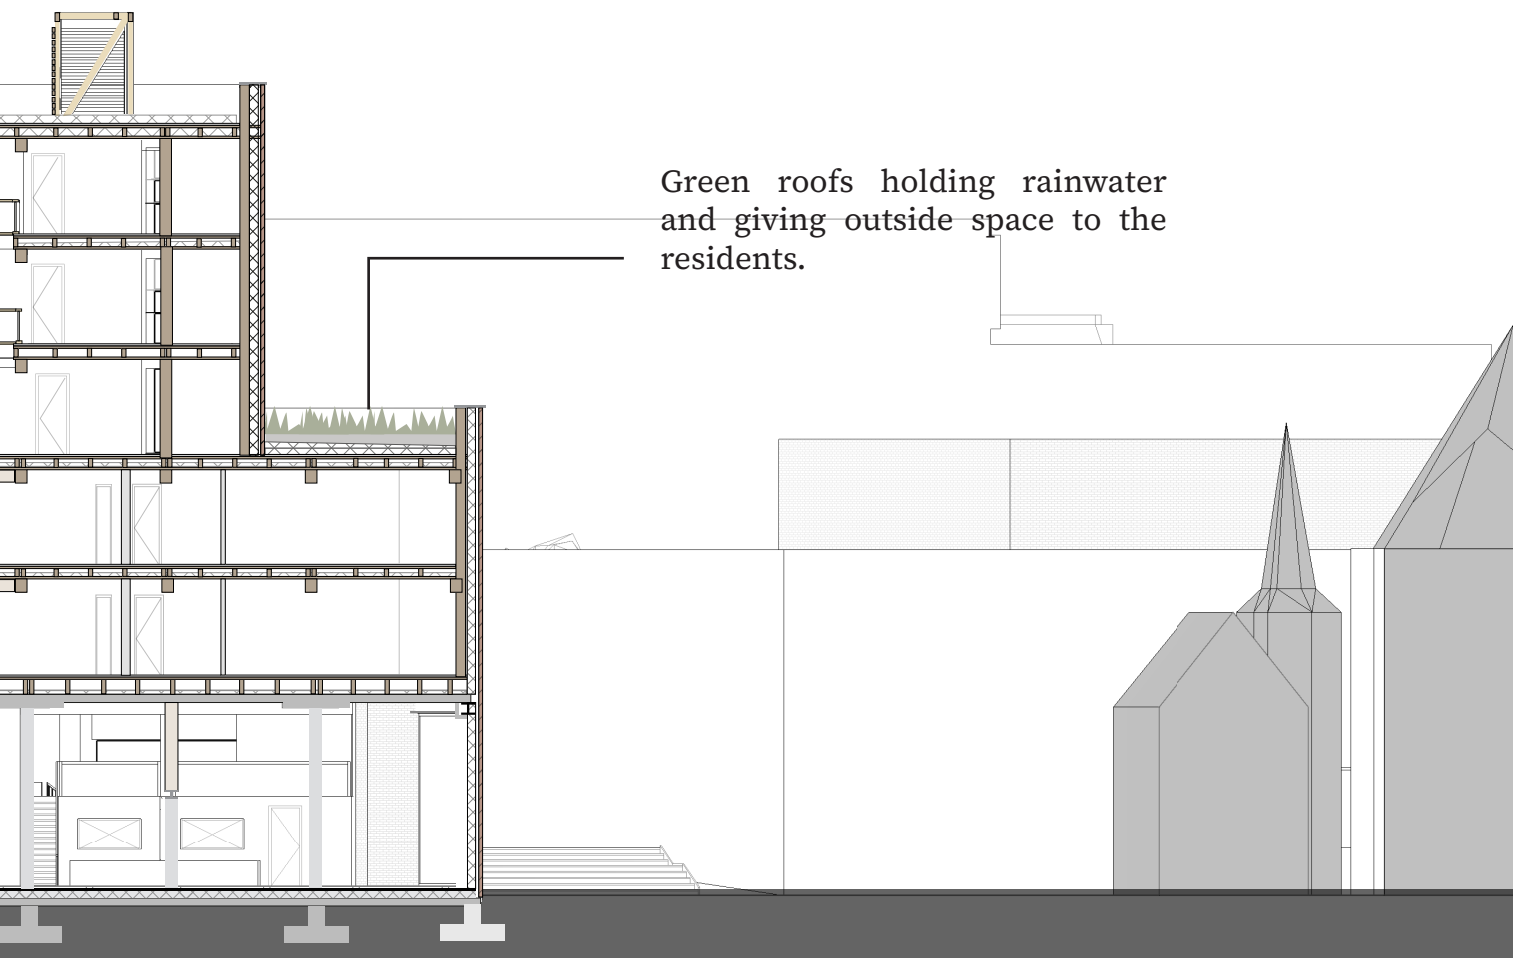 Green roofs holding rainwater
and giving outside space to the
residents.